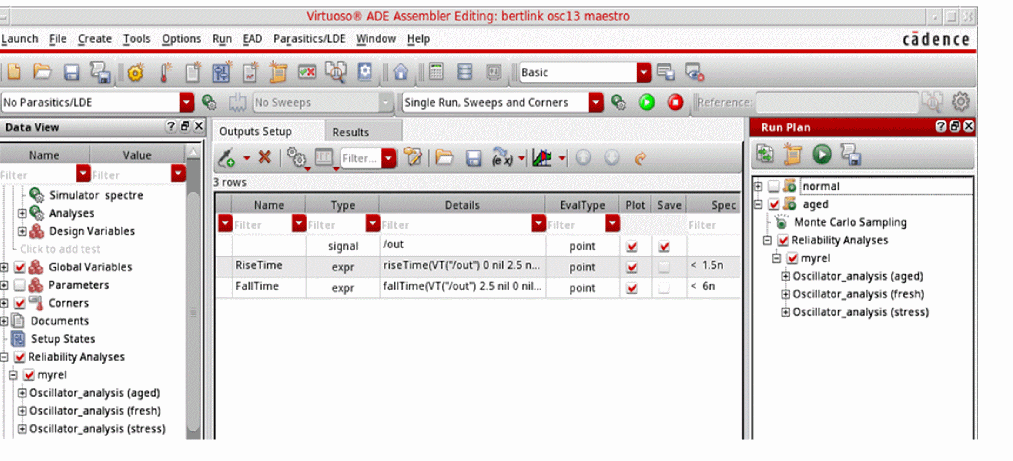 Virtuoso® ADE Assembler Editing: bertlink osc13 maestro
Launch File Create Tools Options Run EAD Parasitics/LDE Window Help
cādence
Basic
No Parasitics/LDE No Sweeps Single Run, Sweeps and Corners Reference:
Data View
Name Value
Filter Filter
Simulator spectre
Analyses
Design Variables
Click to add test
Global Variables
Parameters
Corners
Documents
Setup States
Reliability Analyses
myrel
Oscillator_analysis (aged)
Oscillator_analysis (fresh)
Oscillator_analysis (stress)
Outputs Setup Results
Filter...
3 rows
Name Type Details EvalType Plot Save Spec
Filter Filter Filter Filter Filter
signal /out point
RiseTime expr riseTime(VT("/out") 0 nil 2.5 n... point < 1.5n
FallTime expr fallTime(VT("/out") 2.5 nil 0 nil... point < 6n
Run Plan
normal
aged
Monte Carlo Sampling
Reliability Analyses
myrel
Oscillator_analysis (aged)
Oscillator_analysis (fresh)
Oscillator_analysis (stress)